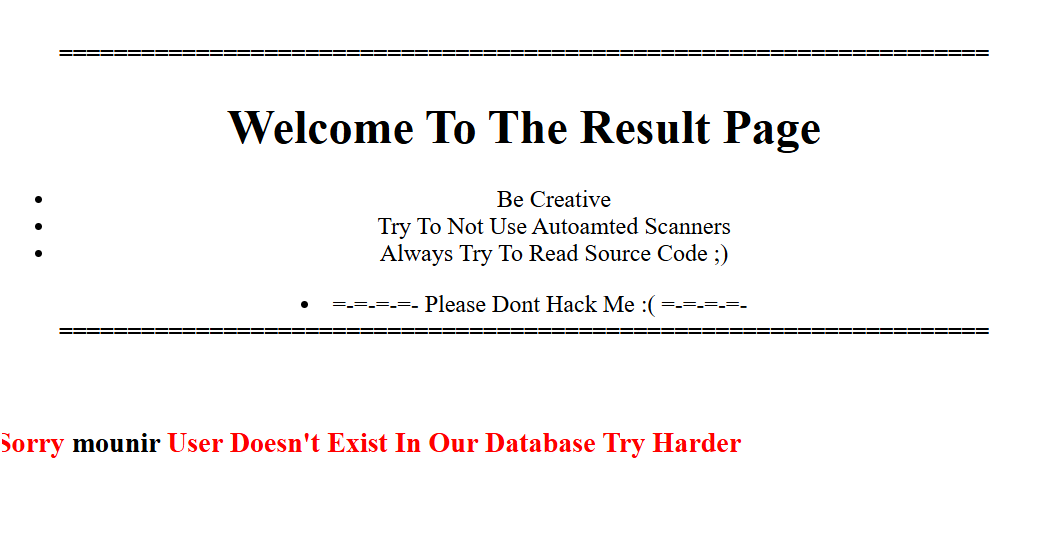 ====================================================================
Welcome To The Result Page
• Be Creative
• Try To Not Use Autoamted Scanners
• Always Try To Read Source Code ;)
• =-=-=-=- Please Dont Hack Me :( =-=-=-=-
====================================================================
Sorry mounir User Doesn't Exist In Our Database Try Harder